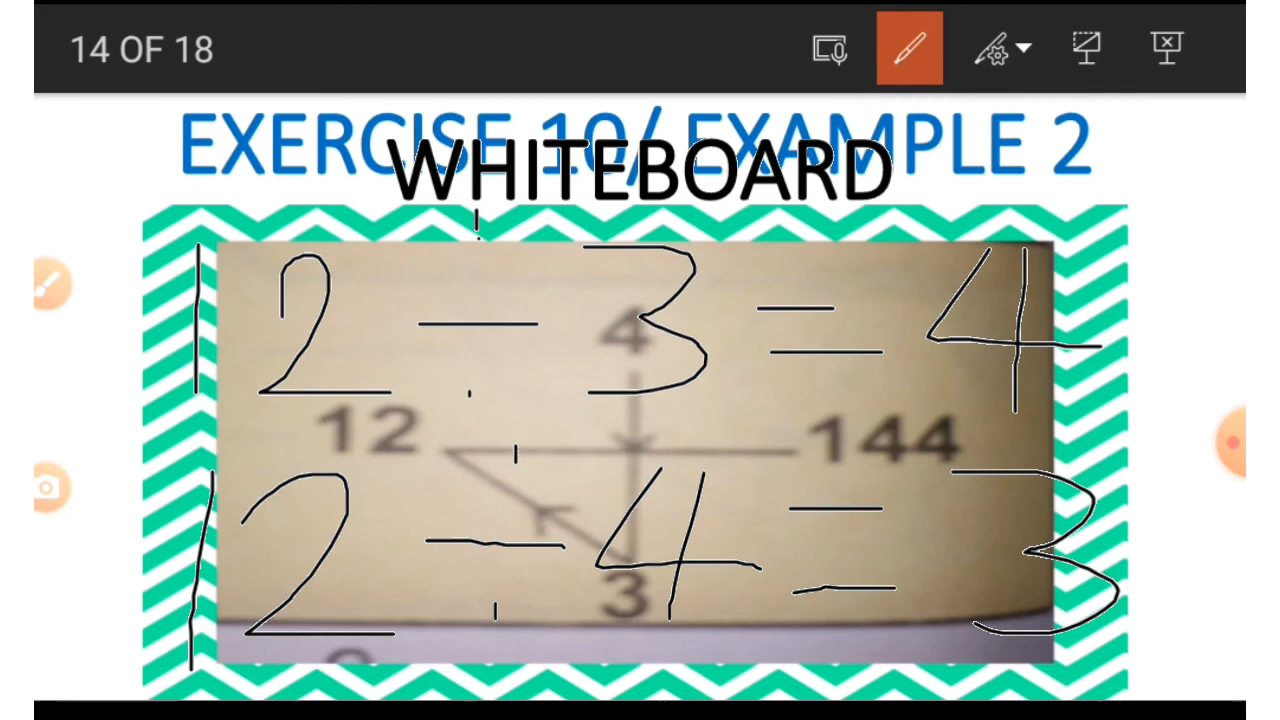 14 OF 18
EXERCISE 10/ EXAMPLE 2
WHITEBOARD
12 ÷ 3 = 4
4
12 144
12 ÷ 4 = 3
3